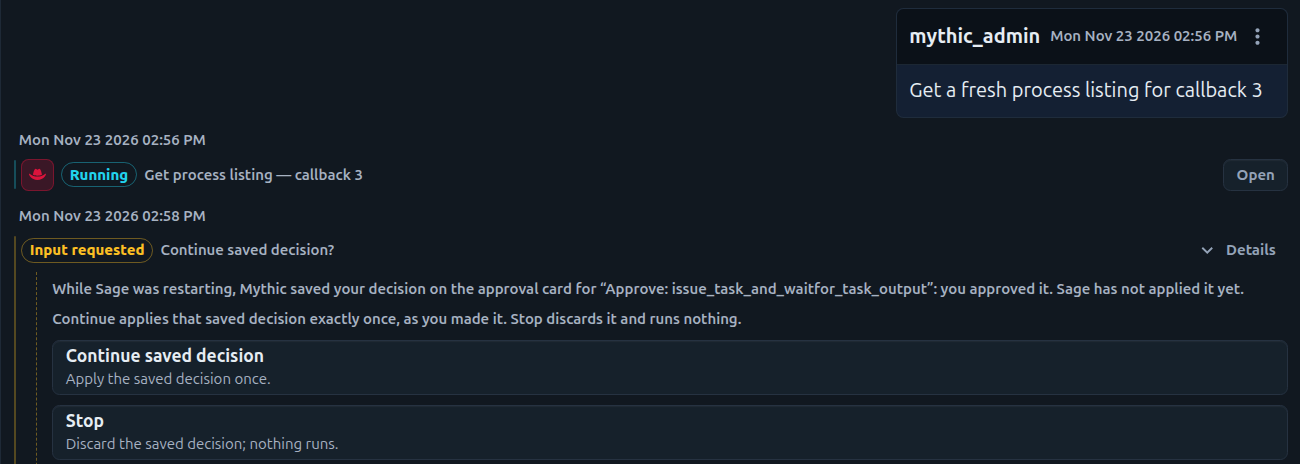 mythic_admin Mon Nov 23 2026 02:56 PM
Get a fresh process listing for callback 3
Mon Nov 23 2026 02:56 PM
Running Get process listing — callback 3 Open
Mon Nov 23 2026 02:58 PM
Input requested Continue saved decision? Details
While Sage was restarting, Mythic saved your decision on the approval card for “Approve: issue_task_and_waitfor_task_output”: you approved it. Sage has not applied it yet.
Continue applies that saved decision exactly once, as you made it. Stop discards it and runs nothing.
Continue saved decision
Apply the saved decision once.
Stop
Discard the saved decision; nothing runs.